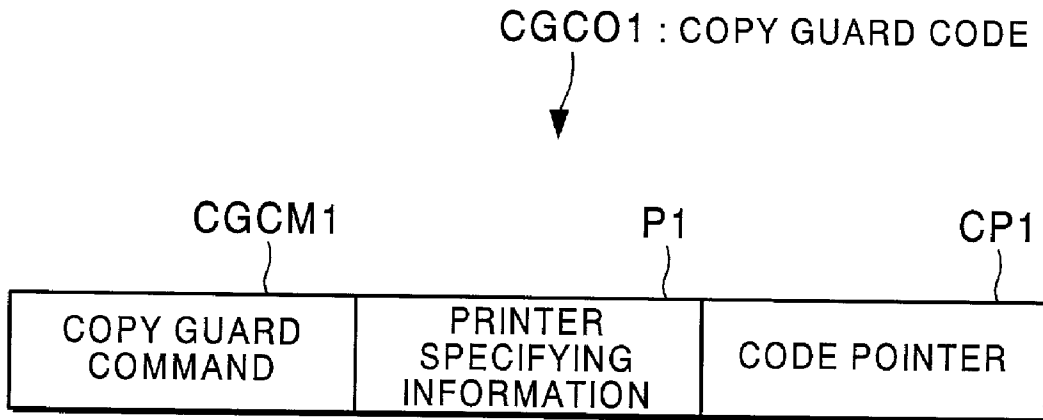 CGCO1 : COPY GUARD CODE
CGCM1
P1
CP1
COPY GUARD
COMMAND
PRINTER
SPECIFYING
INFORMATION
CODE POINTER